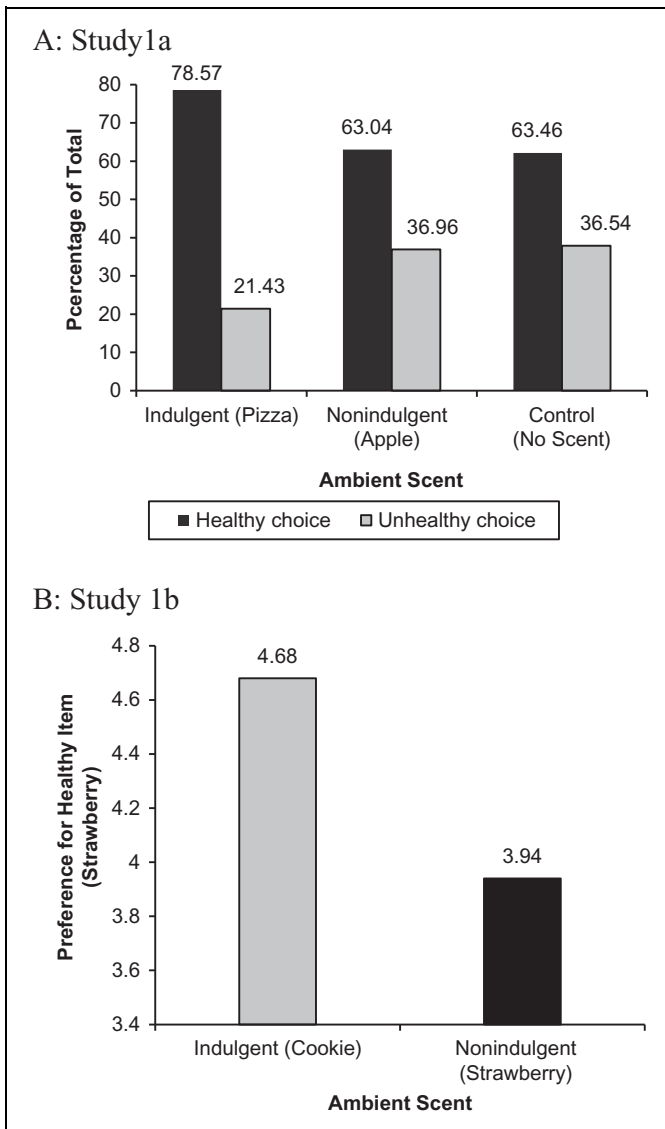 A: Study1a
Pcercentage of Total
80
70
60
50
40
30
20
10
0
78.57
21.43
63.04
36.96
63.46
36.54
Indulgent (Pizza)
Nonindulgent
(Apple)
Control
(No Scent)
Ambient Scent
Healthy choice
Unhealthy choice
B: Study 1b
Preference for Healthy Item
(Strawberry)
4.8
4.6
4.4
4.2
4
3.8
3.6
3.4
4.68
3.94
Indulgent (Cookie)
Nonindulgent
(Strawberry)
Ambient Scent